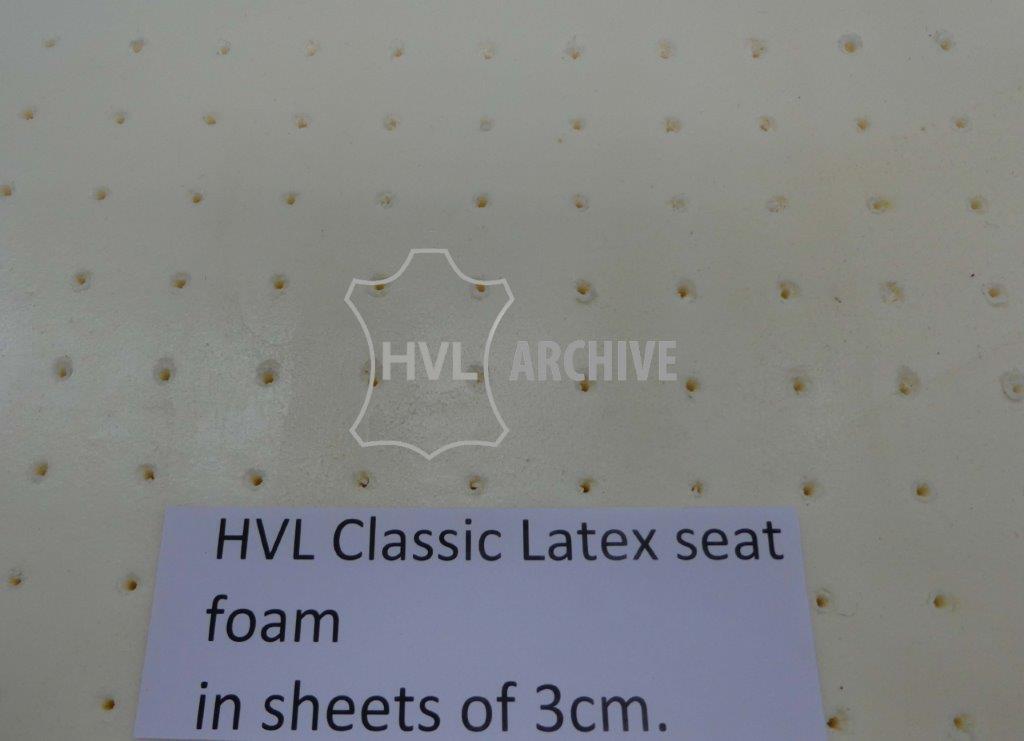 HVL ARCHIVE
HVL Classic Latex seat
foam
in sheets of 3cm.